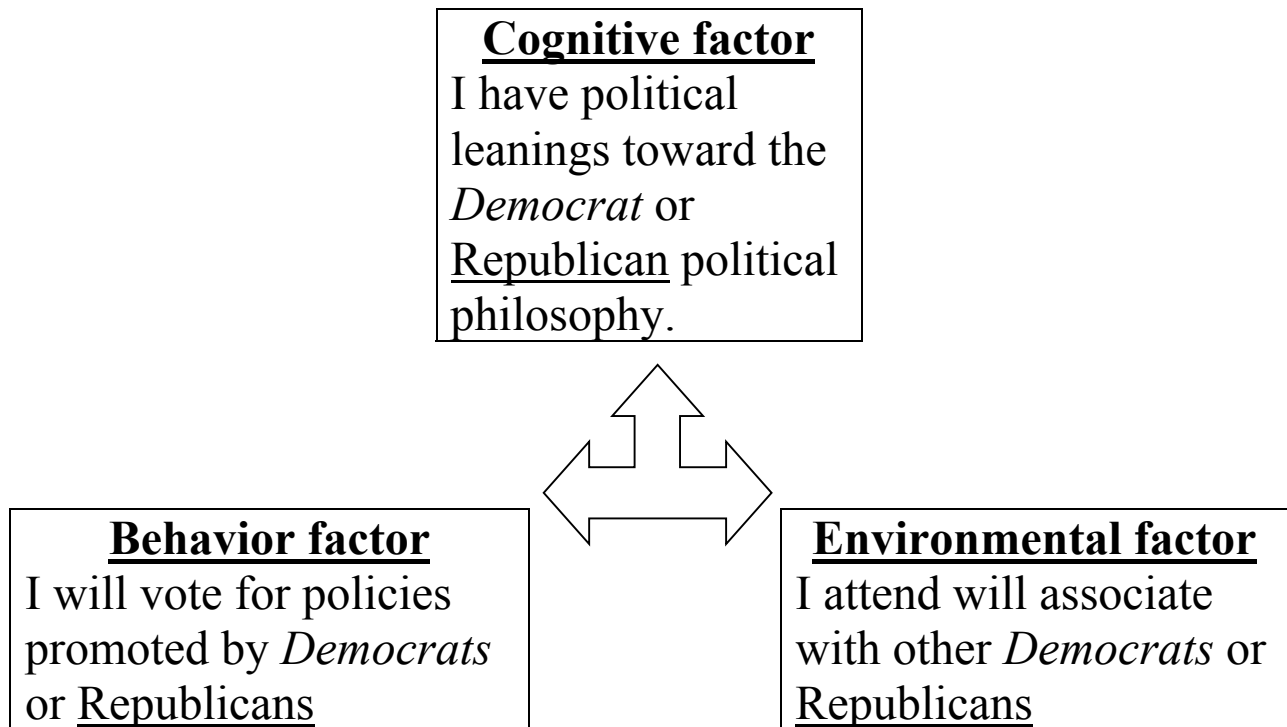 Cognitive factor
I have political
leanings toward the
Democrat or
Republican political
philosophy.
Behavior factor
I will vote for policies
promoted by Democrats
or Republicans
Environmental factor
I attend will associate
with other Democrats or
Republicans